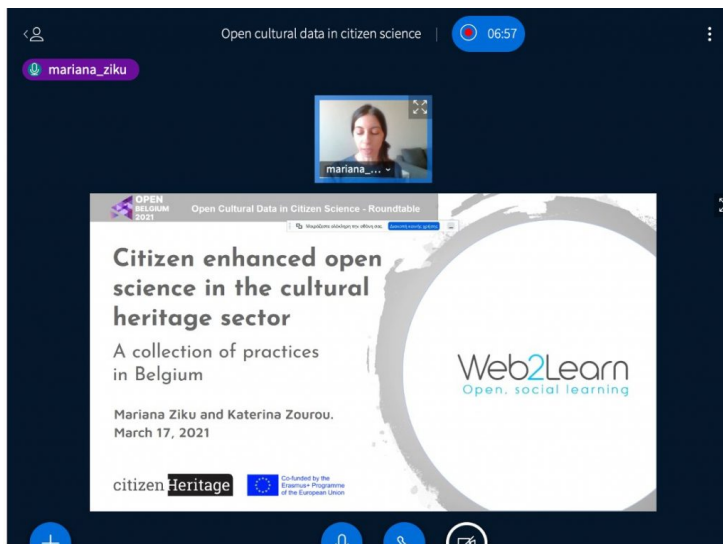 Open cultural data in citizen science
06:57
mariana_ziku
mariana_...
OPEN
BELGIUM
2021
Open Cultural Data in Citizen Science - Roundtable
Citizen enhanced open
science in the cultural
heritage sector
A collection of practices
in Belgium
Mariana Ziku and Katerina Zourou.
March 17, 2021
Web2Learn
Open, social learning
citizen Heritage
Co-funded by the
Erasmus+ Programme
of the European Union